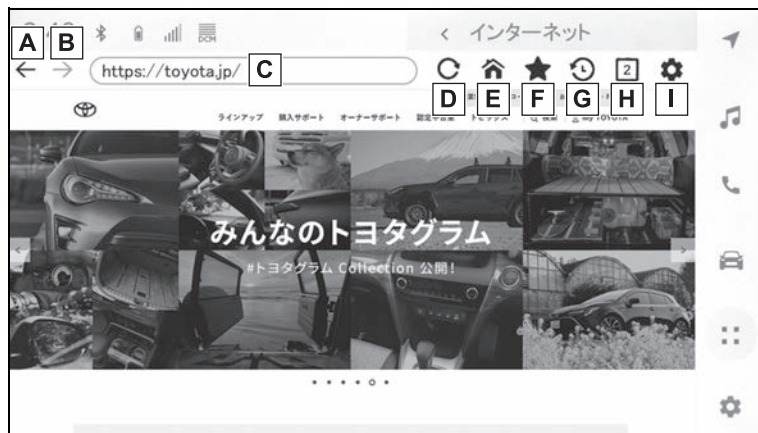 DCM
< インターネット
A B
https://toyota.jp/ C
2
D E F G H I
ラインアップ 購入サポート オーナーサポート
みんなのトヨタグラム
#トヨタグラム Collection 公開!